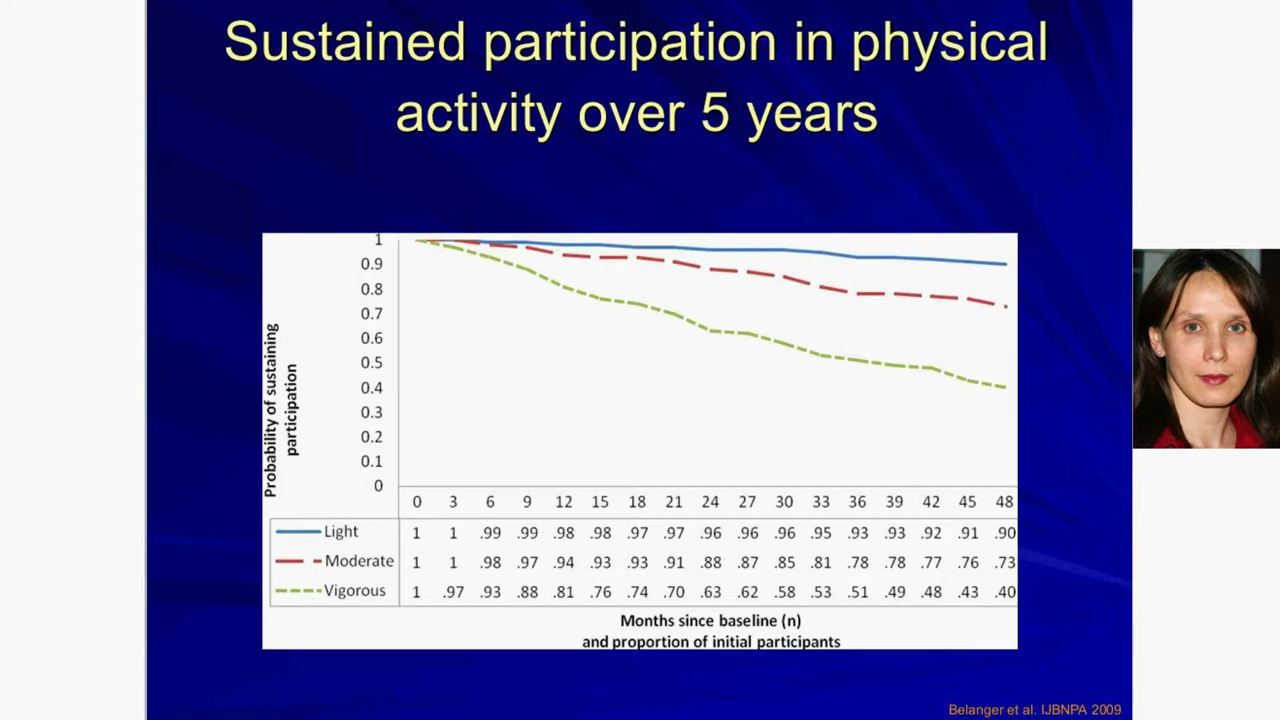 Sustained participation in physical
activity over 5 years
Probability of sustaining
participation
1
0.9
0.8
0.7
0.6
0.5
0.4
0.3
0.2
0.1
0
0 3 6 9 12 15 18 21 24 27 30 33 36 39 42 45 48
Light 1 1 .99 .99 .98 .98 .97 .97 .96 .96 .96 .95 .93 .93 .92 .91 .90
Moderate 1 1 .98 .97 .94 .93 .93 .91 .88 .87 .85 .81 .78 .78 .77 .76 .73
Vigorous 1 .97 .93 .88 .81 .76 .74 .70 .63 .62 .58 .53 .51 .49 .48 .43 .40
Months since baseline (n)
and proportion of initial participants
Belanger et al. IJBNPA 2009